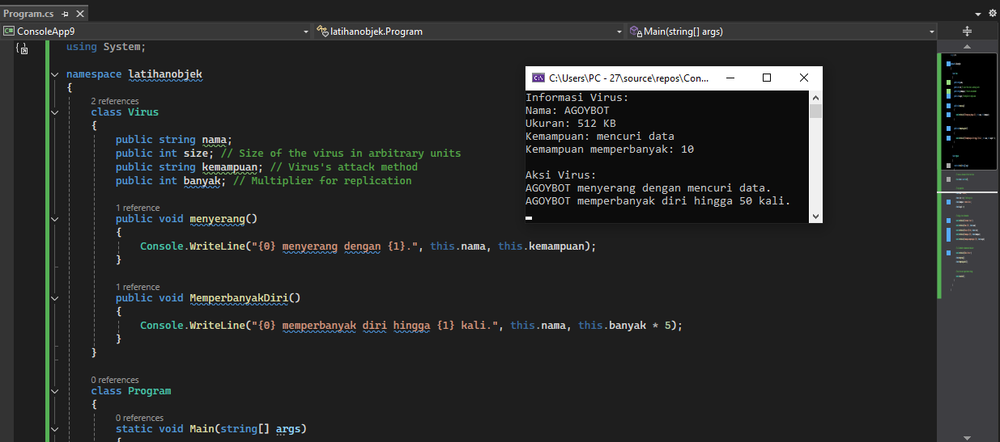 Program.cs
ConsoleApp9
latihanobjek.Program
Main(string[] args)
using System;
namespace latihanobjek
{
2 references
class Virus
{
public string nama;
public int size; // Size of the virus in arbitrary units
public string kemampuan; // Virus's attack method
public int banyak; // Multiplier for replication
1 reference
public void menyerang()
{
Console.WriteLine("{0} menyerang dengan {1}.", this.nama, this.kemampuan);
}
1 reference
public void MemperbanyakDiri()
{
Console.WriteLine("{0} memperbanyak diri hingga {1} kali.", this.nama, this.banyak * 5);
}
}
0 references
class Program
{
0 references
static void Main(string[] args)
{
C:\Users\PC - 27\source\repos\Con...
Informasi Virus:
Nama: AGOYBOT
Ukuran: 512 KB
Kemampuan: mencuri data
Kemampuan memperbanyak: 10
Aksi Virus:
AGOYBOT menyerang dengan mencuri data.
AGOYBOT memperbanyak diri hingga 50 kali.